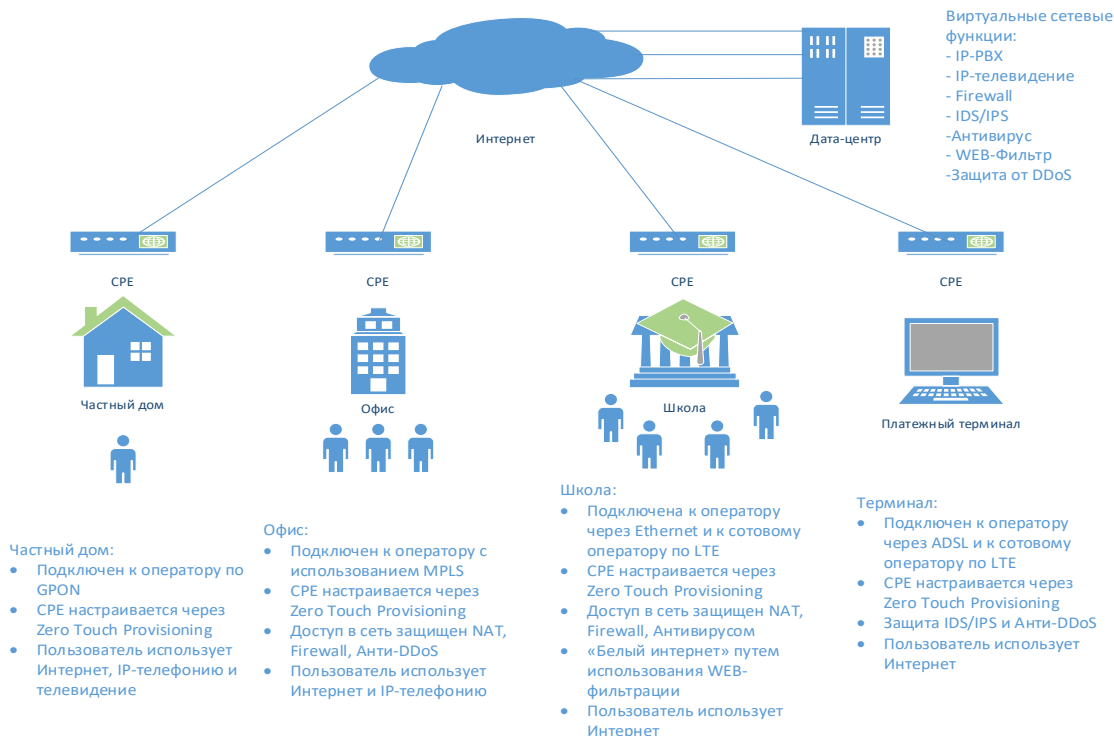 Виртуальные сетевые
функции:
- IP-PBX
- IP-телевидение
- Firewall
- IDS/IPS
-Антивирус
- WEB-Фильтр
-Защита от DDoS
Интернет
Дата-центр
CPE
CPE
CPE
CPE
Частный дом
Офис
Школа
Платежный терминал
Частный дом:
• Подключен к оператору по
GPON
• CPE настраивается через
Zero Touch Provisioning
• Пользователь использует
Интернет, IP-телефонию и
телевидение
Офис:
• Подключен к оператору с
использованием MPLS
• CPE настраивается через
Zero Touch Provisioning
• Доступ в сеть защищен NAT,
Firewall, Анти-DDoS
• Пользователь использует
Интернет и IP-телефонию
Школа:
• Подключена к оператору
через Ethernet и к сотовому
оператору по LTE
• CPE настраивается через
Zero Touch Provisioning
• Доступ в сеть защищен NAT,
Firewall, Антивирусом
• «Белый интернет» путем
использования WEB-
фильтрации
• Пользователь использует
Интернет
Терминал:
• Подключен к оператору
через ADSL и к сотовому
оператору по LTE
• CPE настраивается через
Zero Touch Provisioning
• Защита IDS/IPS и Анти-DDoS
• Пользователь использует
Интернет